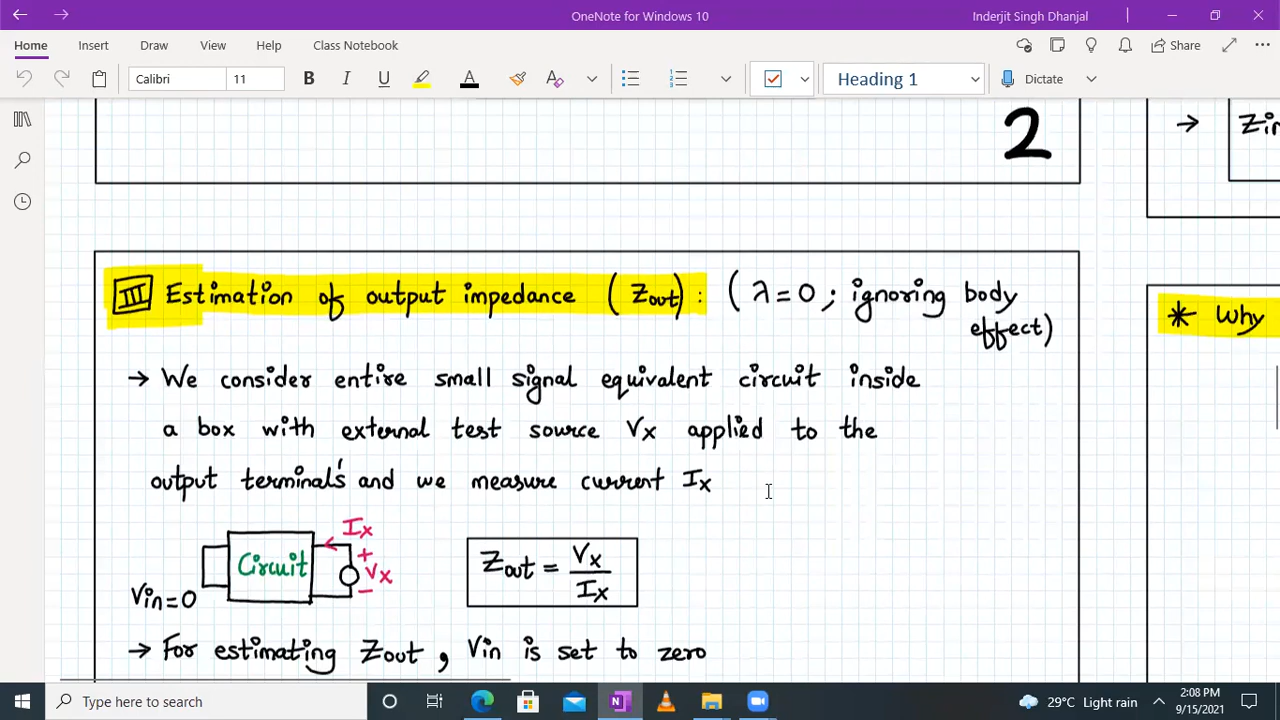 OneNote for Windows 10
Inderjit Singh Dhanjal
Home Insert Draw View Help Class Notebook
Share
Calibri 11 B I U A Heading 1 Dictate
2
→ Zin
III Estimation of output impedance (Zout) : (λ=0 ; ignoring body
effect)
* Why
→ We consider entire small signal equivalent circuit inside
a box with external test source Vx applied to the
output terminals and we measure current Ix
Ix
Circuit
+
Vx
-
Vin=0
Zout = Vx / Ix
→ For estimating Zout, Vin is set to zero
Type here to search
29°C Light rain
2:08 PM
9/15/2021